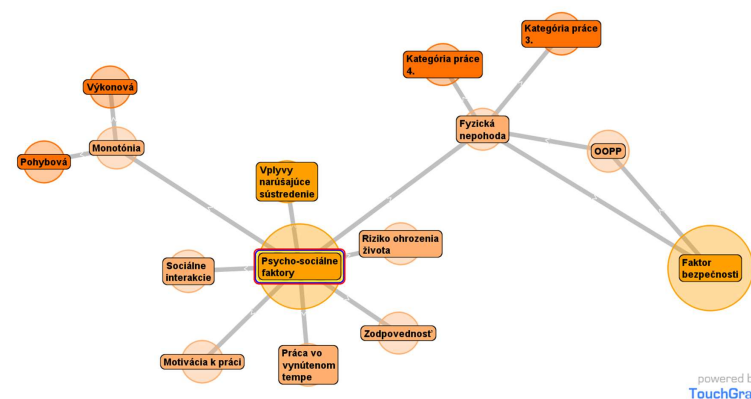 Kategória práce
3.
Kategória práce
4.
Výkonová
Fyzická
nepohoda
Monotónia
OOPP
Pohybová
Vplyvy
narúšajúce
sústredenie
Riziko ohrozenia
života
Psycho-sociálne
faktory
Sociálne
interakcie
Faktor
bezpečnosti
Zodpovednosť
Práca vo
vynútenom
tempe
Motivácia k práci
powered b
TouchGra